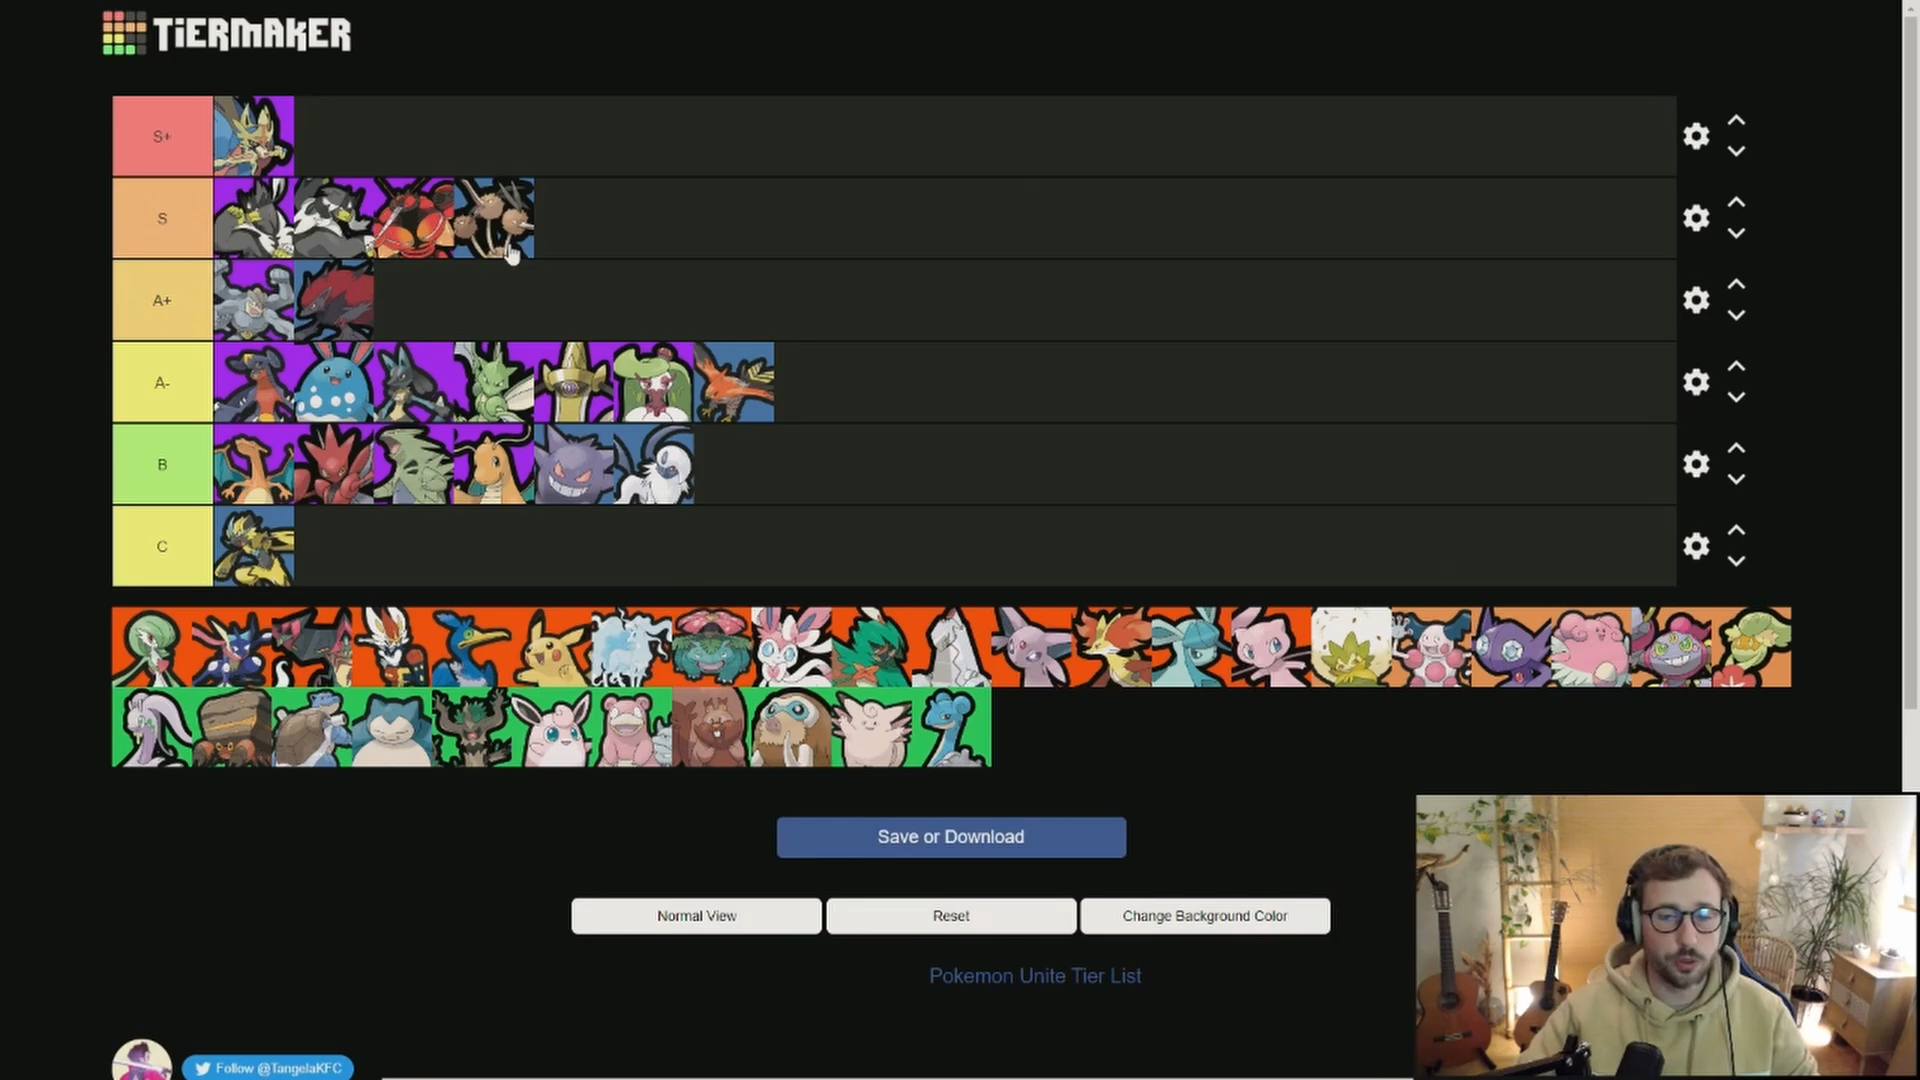 TiERMAKER
S+
S
A+
A-
B
C
Save or Download
Normal View
Reset
Change Background Color
Pokemon Unite Tier List
Follow @TangelaKFC